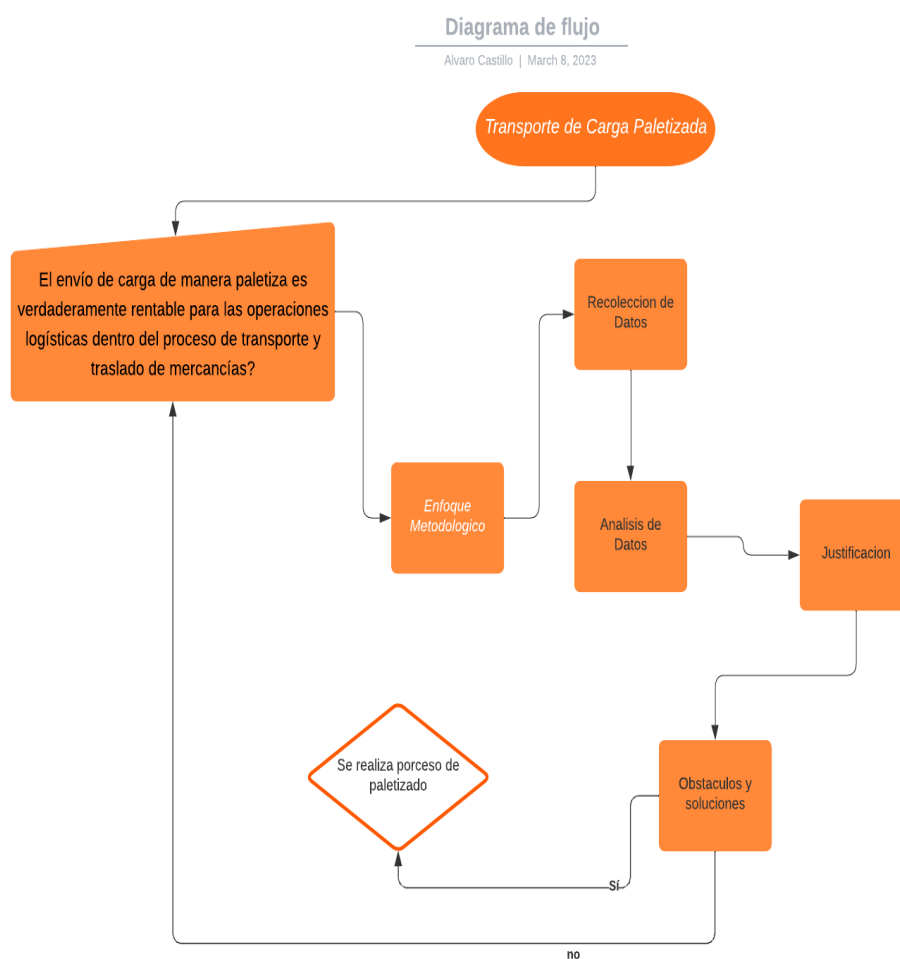 Diagrama de flujo
Alvaro Castillo | March 8, 2023
Transporte de Carga Paletizada
El envío de carga de manera paletiza es
verdaderamente rentable para las operaciones
logísticas dentro del proceso de transporte y
traslado de mercancías?
Recoleccion de
Datos
Enfoque
Metodologico
Analisis de
Datos
Justificacion
Se realiza porceso de
paletizado
Obstaculos y
soluciones
Sí
no